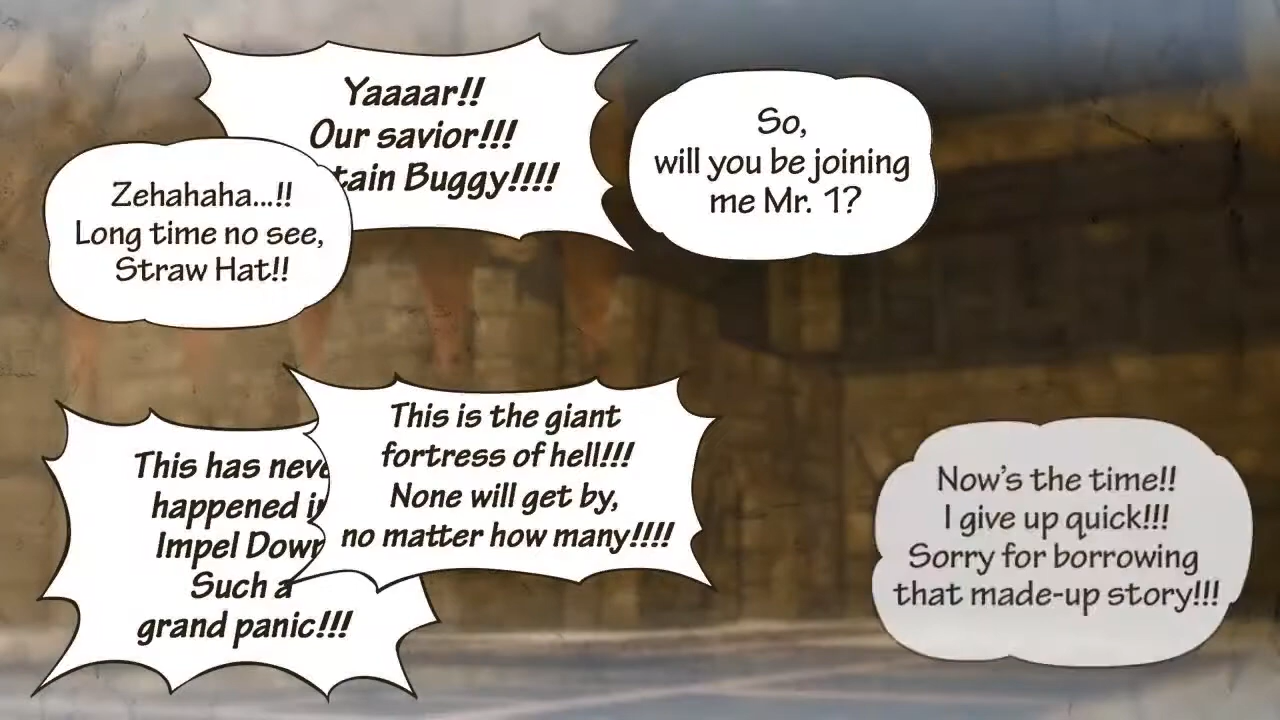 Yaaaar!!
Our savior!!!
tain Buggy!!!!
So,
will you be joining
me Mr. 1?
Zehahaha...!!
Long time no see,
Straw Hat!!
This is the giant
fortress of hell!!!
None will get by,
no matter how many!!!!
This has neve
happened i
Impel Dow
Such a
grand panic!!!
Now's the time!!
I give up quick!!!
Sorry for borrowing
that made-up story!!!